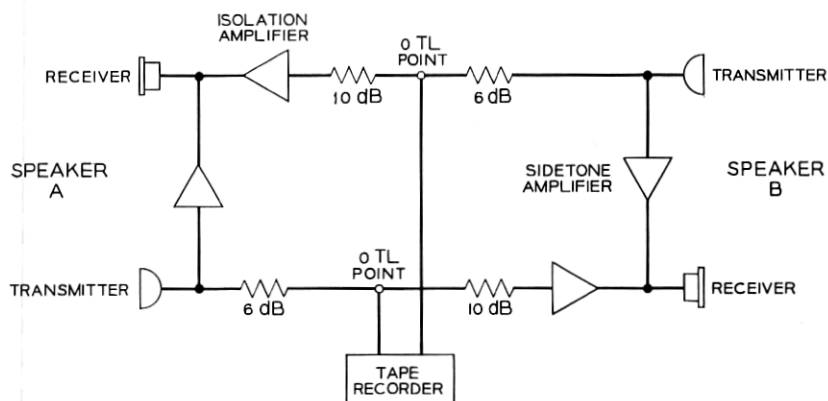 ISOLATION
AMPLIFIER
0 TL
POINT
RECEIVER
10 dB
6 dB
TRANSMITTER
SPEAKER
A
SIDETONE
AMPLIFIER
SPEAKER
B
0 TL
POINT
TRANSMITTER
6 dB
10 dB
RECEIVER
TAPE
RECORDER